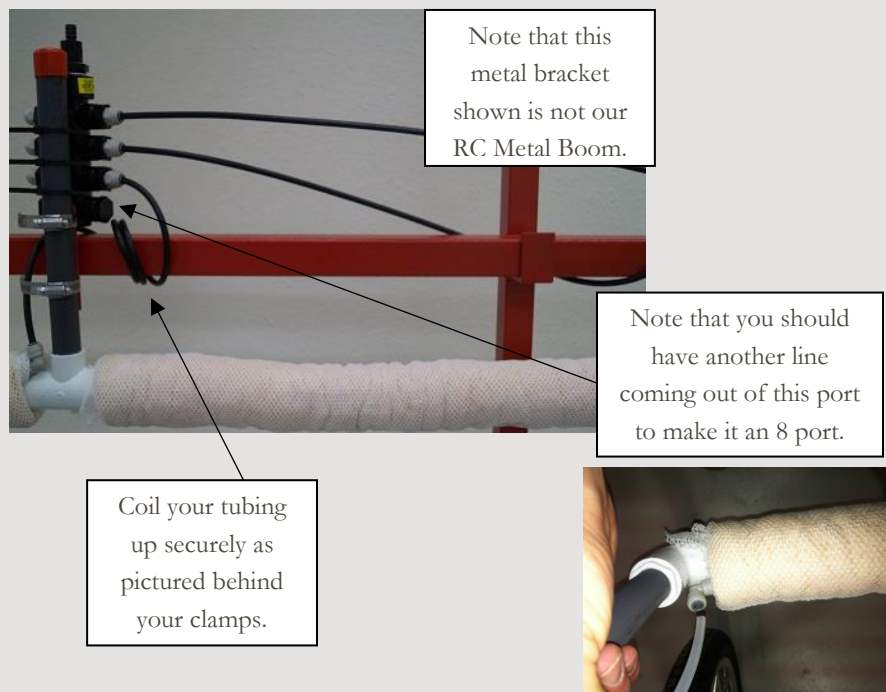 Note that this
metal bracket
shown is not our
RC Metal Boom.
Note that you should
have another line
coming out of this port
to make it an 8 port.
Coil your tubing
up securely as
pictured behind
your clamps.